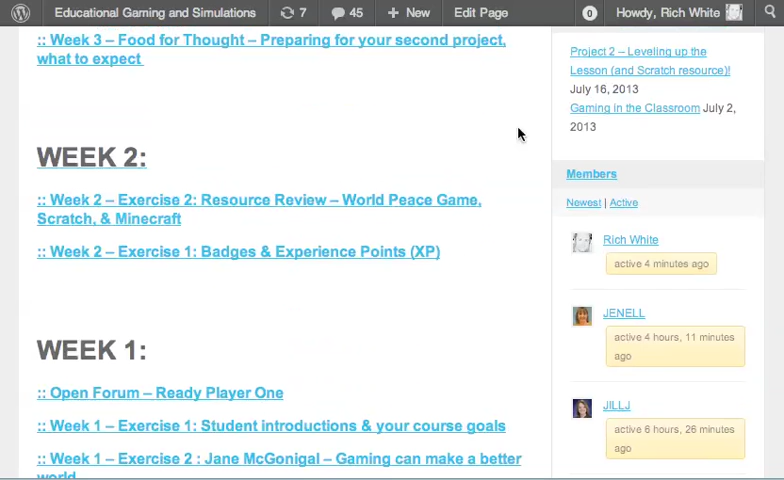 Educational Gaming and Simulations 7 45 + New Edit Page 0 Howdy, Rich White
:: Week 3 – Food for Thought – Preparing for your second project,
what to expect
WEEK 2:
:: Week 2 – Exercise 2: Resource Review – World Peace Game,
Scratch, & Minecraft
:: Week 2 – Exercise 1: Badges & Experience Points (XP)
WEEK 1:
:: Open Forum – Ready Player One
:: Week 1 – Exercise 1: Student introductions & your course goals
:: Week 1 – Exercise 2 : Jane McGonigal – Gaming can make a better
world
Project 2 – Leveling up the
Lesson (and Scratch resource)!
July 16, 2013
Gaming in the Classroom July 2,
2013
Members
Newest | Active
Rich White
active 4 minutes ago
JENELL
active 4 hours, 11 minutes
ago
JILLJ
active 6 hours, 26 minutes
ago